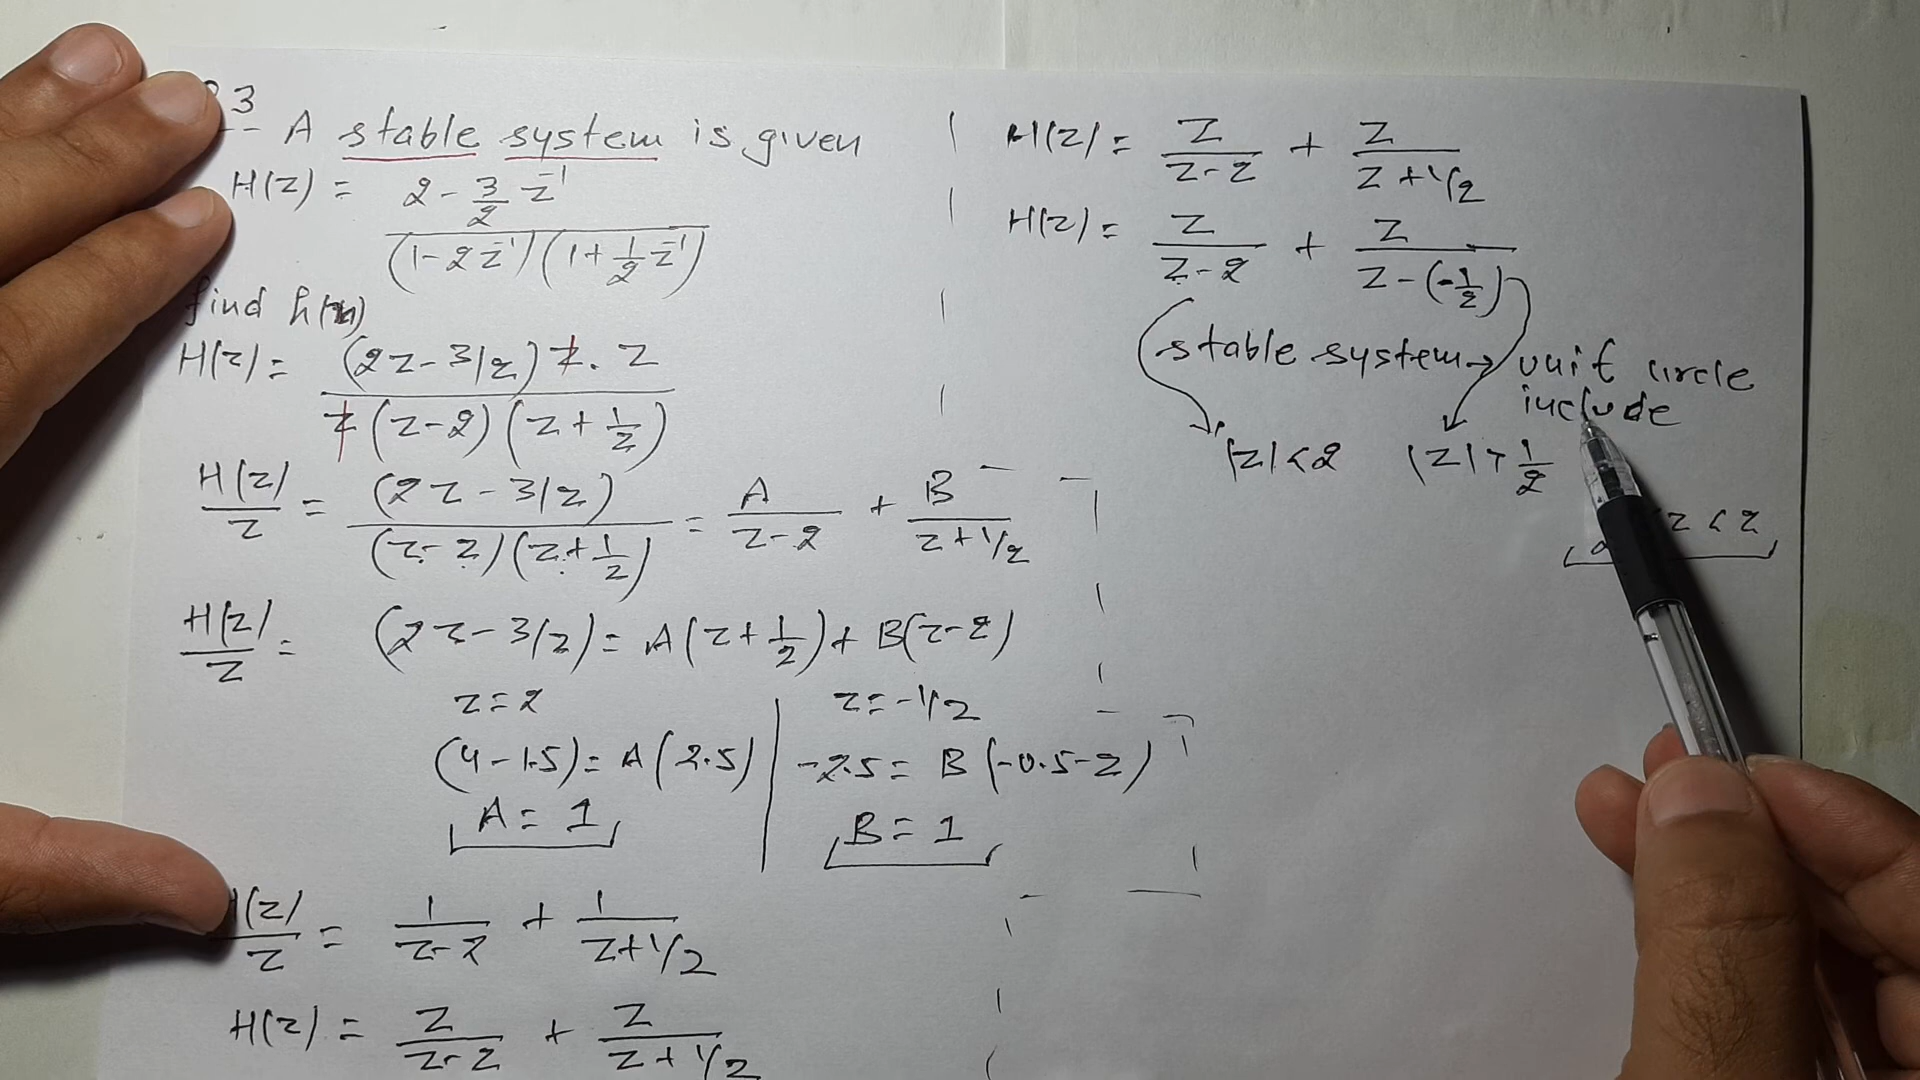 3
A stable system is given
H(z) = 2 - 3/2 z^-1 / (1-2z^-1)(1+1/2 z^-1)
find h(n)
H(z) = (2z-3/2) z . z / z (z-2)(z+1/2)
H(z)/z = (2z-3/2) / (z-2)(z+1/2) = A/z-2 + B/z+1/2
H(z)/z = (2z-3/2) = A(z+1/2) + B(z-2)
z=2
(4-1.5) = A(2.5)
A = 1
z = -1/2
-2.5 = B(-0.5-2)
B = 1
H(z)/z = 1/z-2 + 1/z+1/2
H(z) = z/z-2 + z/z+1/2
H(z) = z/z-2 + z/z+1/2
H(z) = z/z-2 + z/z-(-1/2)
stable system → unit circle
include
|z|<2 |z|>1/2
z<2